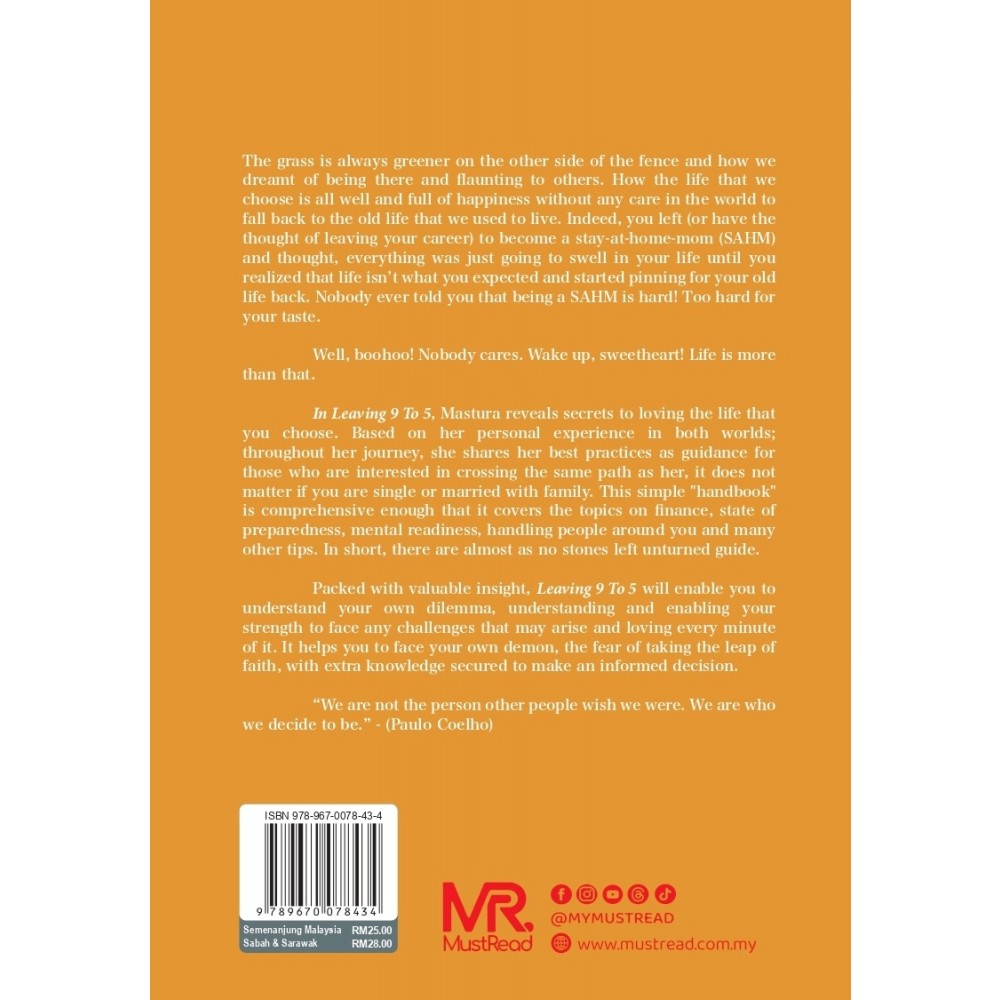 The grass is always greener on the other side of the fence and how we
dreamt of being there and flaunting to others. How the life that we
choose is all well and full of happiness without any care in the world to
fall back to the old life that we used to live. Indeed, you left (or have the
thought of leaving your career) to become a stay-at-home-mom (SAHM)
and thought, everything was just going to swell in your life until you
realized that life isn’t what you expected and started pinning for your old
life back. Nobody ever told you that being a SAHM is hard! Too hard for
your taste.
Well, boohoo! Nobody cares. Wake up, sweetheart! Life is more
than that.
In Leaving 9 To 5, Mastura reveals secrets to loving the life that
you choose. Based on her personal experience in both worlds;
throughout her journey, she shares her best practices as guidance for
those who are interested in crossing the same path as her, it does not
matter if you are single or married with family. This simple "handbook"
is comprehensive enough that it covers the topics on finance, state of
preparedness, mental readiness, handling people around you and many
other tips. In short, there are almost as no stones left unturned guide.
Packed with valuable insight, Leaving 9 To 5 will enable you to
understand your own dilemma, understanding and enabling your
strength to face any challenges that may arise and loving every minute
of it. It helps you to face your own demon, the fear of taking the leap of
faith, with extra knowledge secured to make an informed decision.
“We are not the person other people wish we were. We are who
we decide to be.” - (Paulo Coelho)
ISBN 978-967-0078-43-4
9 789670 078434
Semenanjung Malaysia RM25.00
Sabah & Sarawak RM28.00
MR.
MustRead
@MYMUSTREAD
www.mustread.com.my